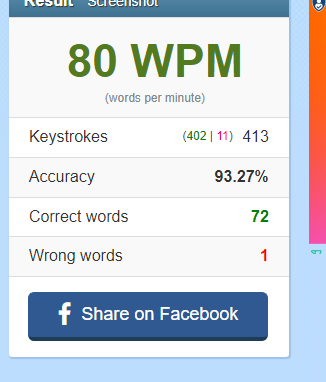 Result Screenshot
80 WPM
(words per minute)
Keystrokes (402 | 11) 413
Accuracy 93.27%
Correct words 72
Wrong words 1
f Share on Facebook